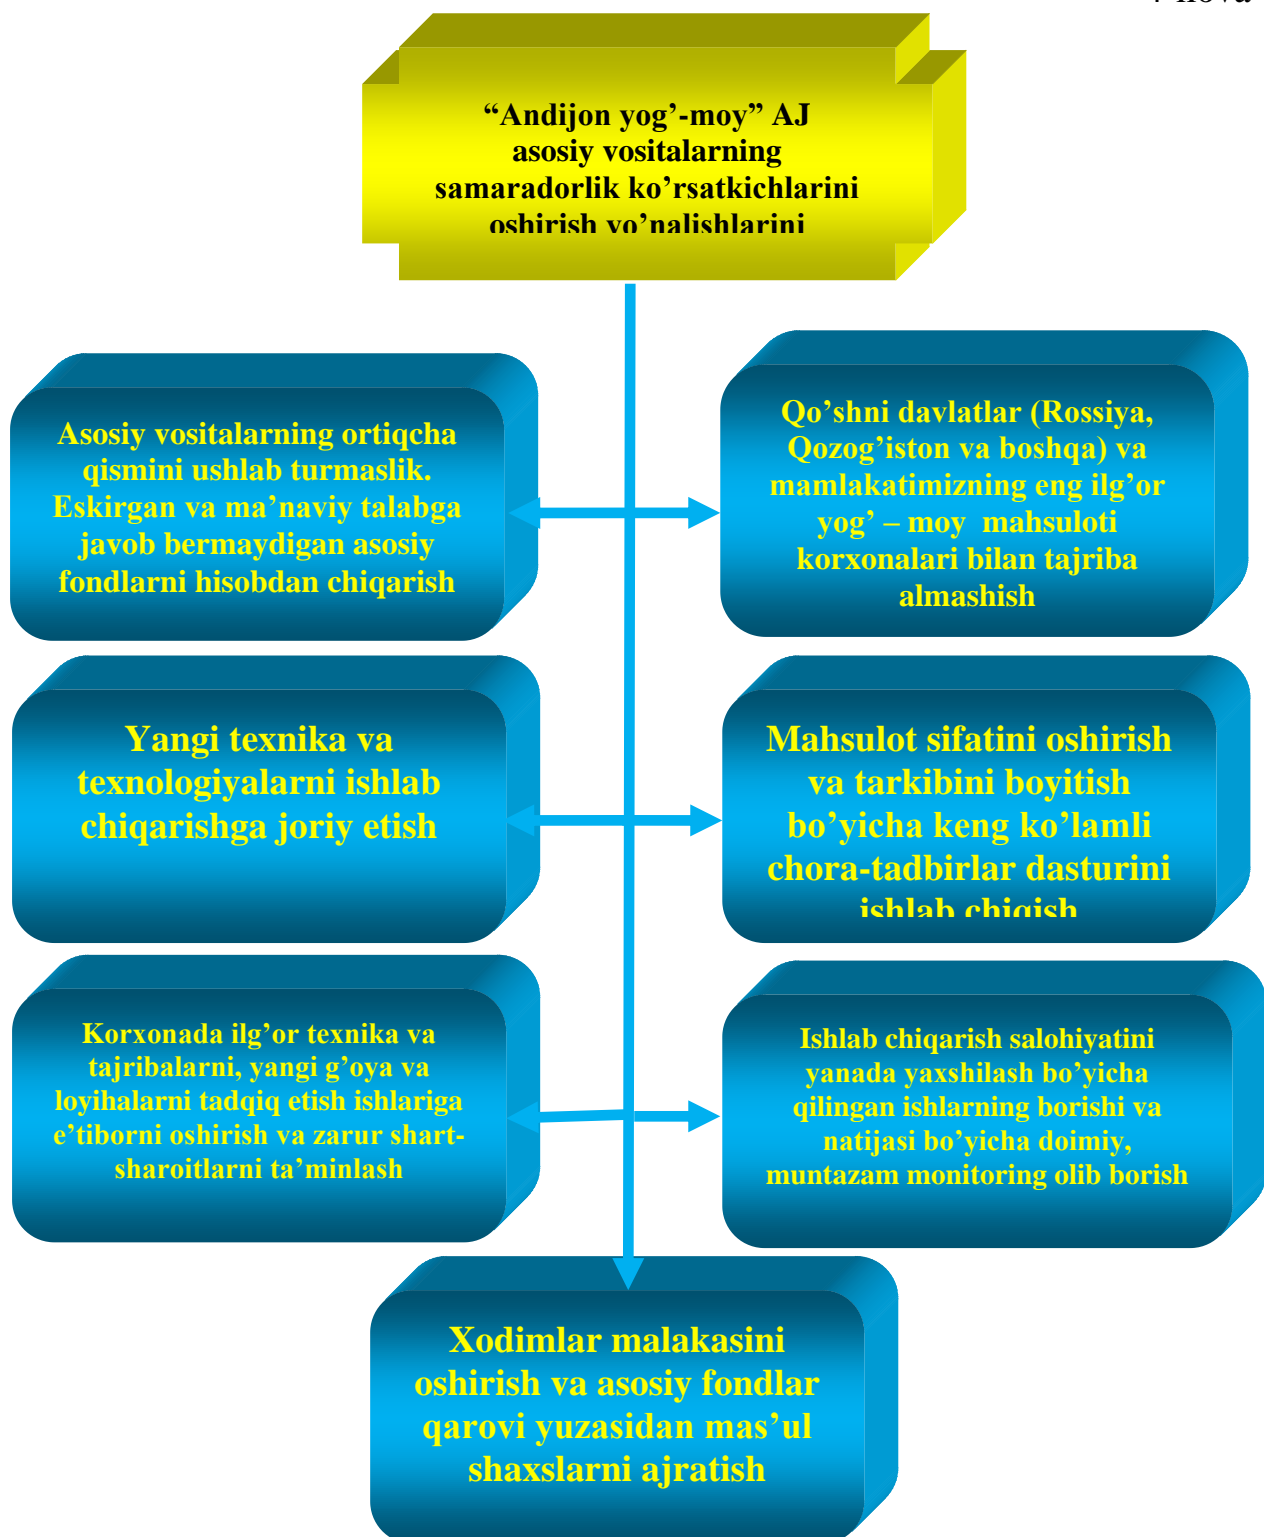 “Andijon yog’-moy” AJ
asosiy vositalarning
samaradorlik ko’rsatkichlarini
oshirish yo’nalishlarini
Asosiy vositalarning ortiqcha
qismini ushlab turmaslik.
Eskirgan va ma’naviy talabga
javob bermaydigan asosiy
fondlarni hisobdan chiqarish
Qo’shni davlatlar (Rossiya,
Qozog’iston va boshqa) va
mamlakatimizning eng ilg’or
yog’ – moy mahsuloti
korxonalari bilan tajriba
almashish
Yangi texnika va
texnologiyalarni ishlab
chiqarishga joriy etish
Mahsulot sifatini oshirish
va tarkibini boyitish
bo’yicha keng ko’lamli
chora-tadbirlar dasturini
ishlab chiqish
Korxonada ilg’or texnika va
tajribalarni, yangi g’oya va
loyihalarni tadqiq etish ishlariga
e’tiborni oshirish va zarur shart-
sharoitlarni ta’minlash
Ishlab chiqarish salohiyatini
yanada yaxshilash bo’yicha
qilingan ishlarning borishi va
natijasi bo’yicha doimiy,
muntazam monitoring olib borish
Xodimlar malakasini
oshirish va asosiy fondlar
qarovi yuzasidan mas’ul
shaxslarni ajratish